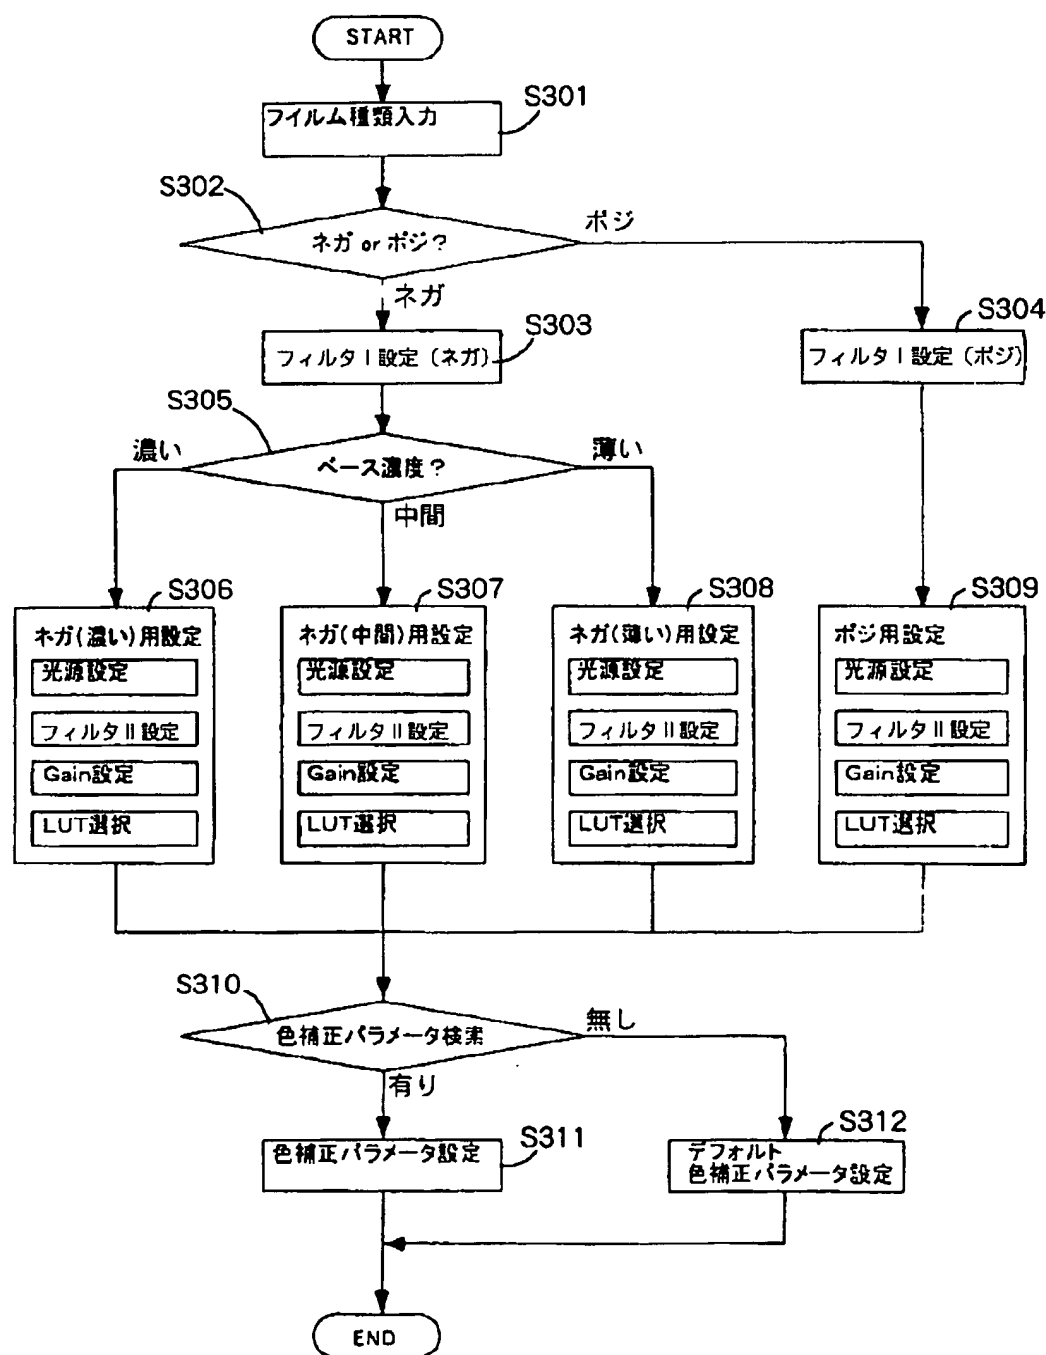 START
フイルム種類入力
S301
S302
ネガ or ポジ?
ポジ
ネガ
S303
S304
フィルタI設定(ネガ)
フィルタI設定(ポジ)
S305
濃い
ベース濃度?
薄い
中間
S306
S307
S308
S309
ネガ(濃い)用設定
光源設定
フィルタII設定
Gain設定
LUT選択
ネガ(中間)用設定
光源設定
フィルタII設定
Gain設定
LUT選択
ネガ(薄い)用設定
光源設定
フィルタII設定
Gain設定
LUT選択
ポジ用設定
光源設定
フィルタII設定
Gain設定
LUT選択
S310
色補正パラメータ検索
無し
有り
S311
色補正パラメータ設定
S312
デフォルト
色補正パラメータ設定
END